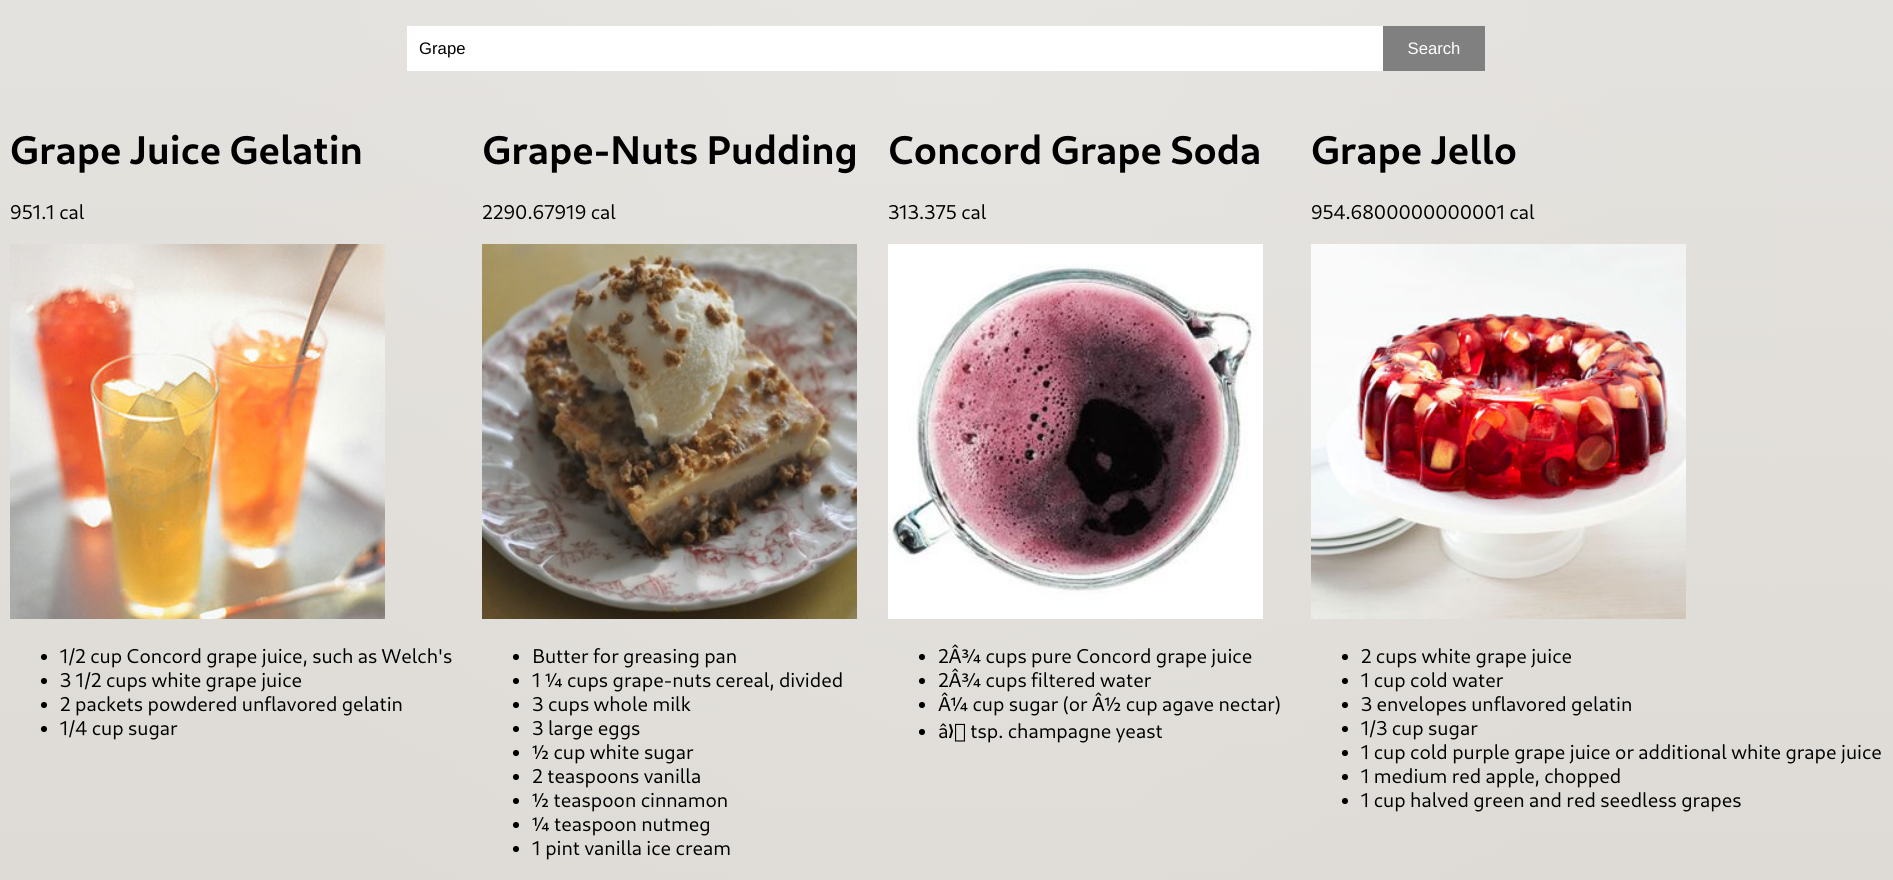 Grape
Search
Grape Juice Gelatin
951.1 cal
1/2 cup Concord grape juice, such as Welch's
3 1/2 cups white grape juice
2 packets powdered unflavored gelatin
1/4 cup sugar
Grape-Nuts Pudding
2290.67919 cal
Butter for greasing pan
1 ¼ cups grape-nuts cereal, divided
3 cups whole milk
3 large eggs
½ cup white sugar
2 teaspoons vanilla
½ teaspoon cinnamon
¼ teaspoon nutmeg
1 pint vanilla ice cream
Concord Grape Soda
313.375 cal
2Â¾ cups pure Concord grape juice
2Â¾ cups filtered water
Â¼ cup sugar (or Â½ cup agave nectar)
tsp. champagne yeast
Grape Jello
954.6800000000001 cal
2 cups white grape juice
1 cup cold water
3 envelopes unflavored gelatin
1/3 cup sugar
1 cup cold purple grape juice or additional white grape juice
1 medium red apple, chopped
1 cup halved green and red seedless grapes